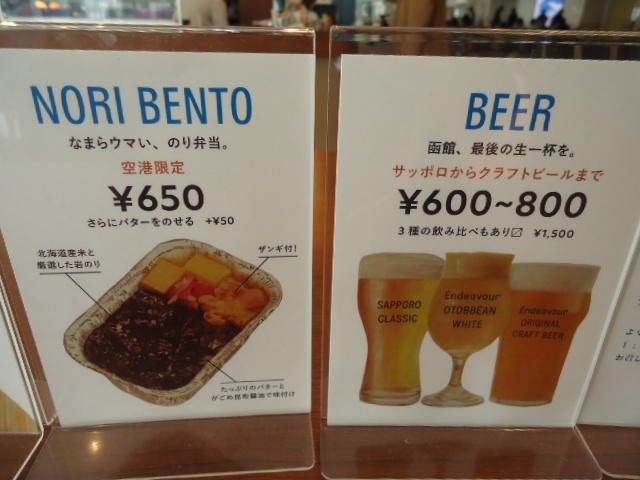 NORI BENTO
なまらウマい、のり弁当。
空港限定
¥650
さらにバターをのせる +¥50
北海道産米と
厳選した岩のり
ザンギ付!
たっぷりのバターと
がごめ昆布醤油で味付け
BEER
函館、最後の生一杯を。
サッポロからクラフトビールまで
¥600~800
3種の飲み比べもあり〼 ¥1,500
SAPPORO
CLASSIC
Endeavour
OTOBBEAN
WHITE
Endeavour
ORIGINAL
CRAFT BEER